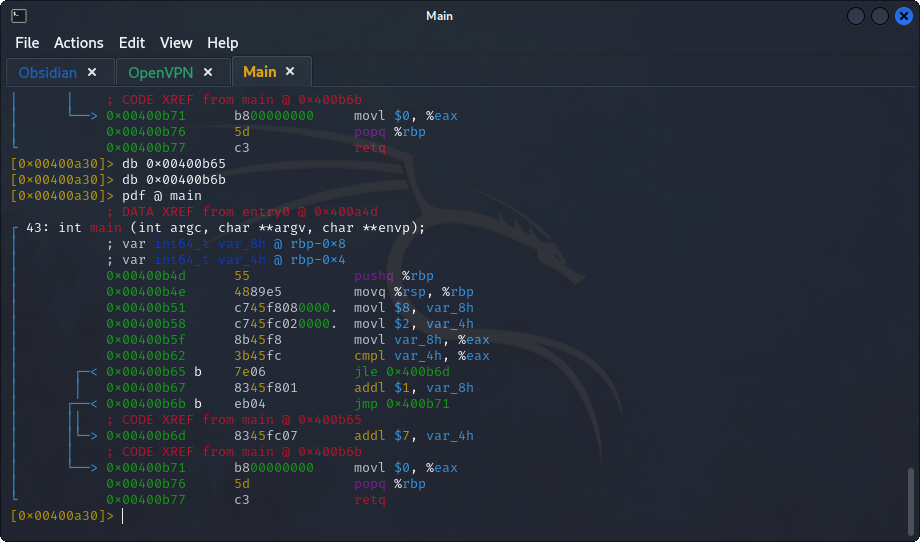 Main
File Actions Edit View Help
Obsidian × OpenVPN × Main ×
; CODE XREF from main @ 0×400b6b
0×00400b71 b800000000 movl $0, %eax
0×00400b76 5d popq %rbp
0×00400b77 c3 retq
[0×00400a30]> db 0×00400b65
[0×00400a30]> db 0×00400b6b
[0×00400a30]> pdf @ main
; DATA XREF from entry0 @ 0×400a4d
43: int main (int argc, char **argv, char **envp);
; var int64_t var_8h @ rbp-0×8
; var int64_t var_4h @ rbp-0×4
0×00400b4d 55 pushq %rbp
0×00400b4e 4889e5 movq %rsp, %rbp
0×00400b51 c745f8080000. movl $8, var_8h
0×00400b58 c745fc020000. movl $2, var_4h
0×00400b5f 8b45f8 movl var_8h, %eax
0×00400b62 3b45fc cmpl var_4h, %eax
0×00400b65 b 7e06 jle 0×400b6d
0×00400b67 8345f801 addl $1, var_8h
0×00400b6b b eb04 jmp 0×400b71
; CODE XREF from main @ 0×400b65
0×00400b6d 8345fc07 addl $7, var_4h
; CODE XREF from main @ 0×400b6b
0×00400b71 b800000000 movl $0, %eax
0×00400b76 5d popq %rbp
0×00400b77 c3 retq
[0×00400a30]>